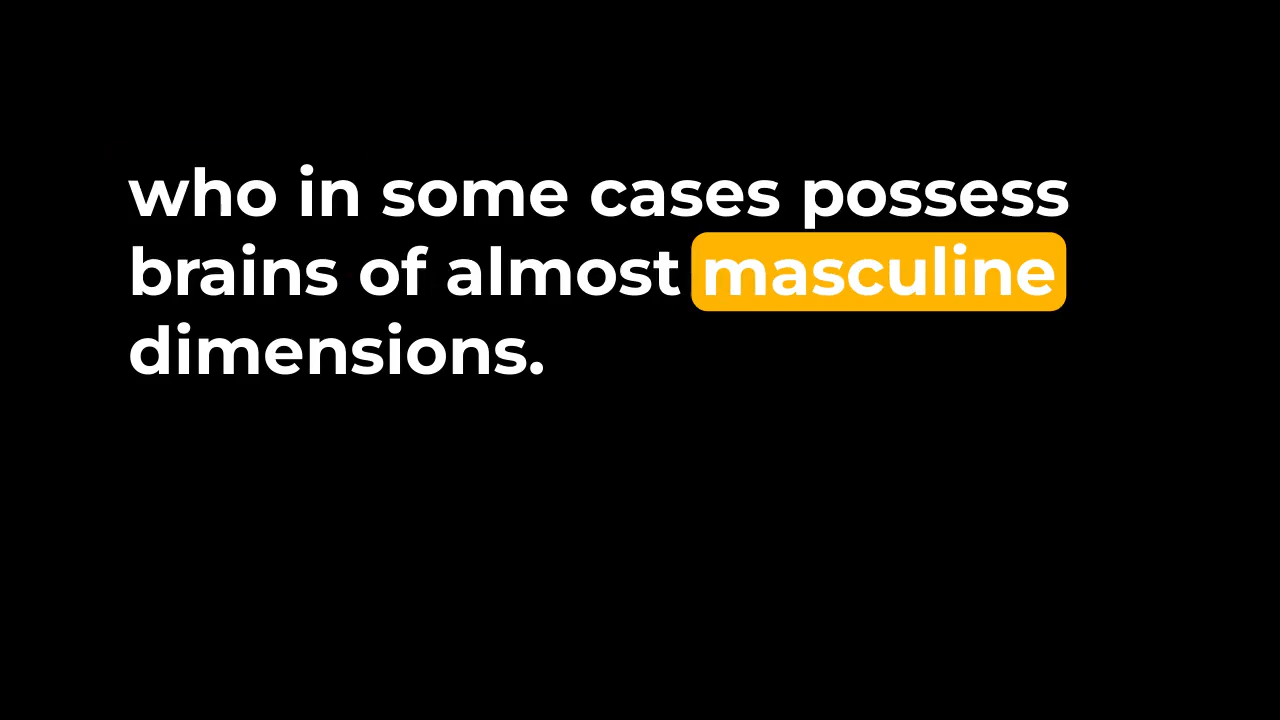 who in some cases possess
brains of almost masculine
dimensions.